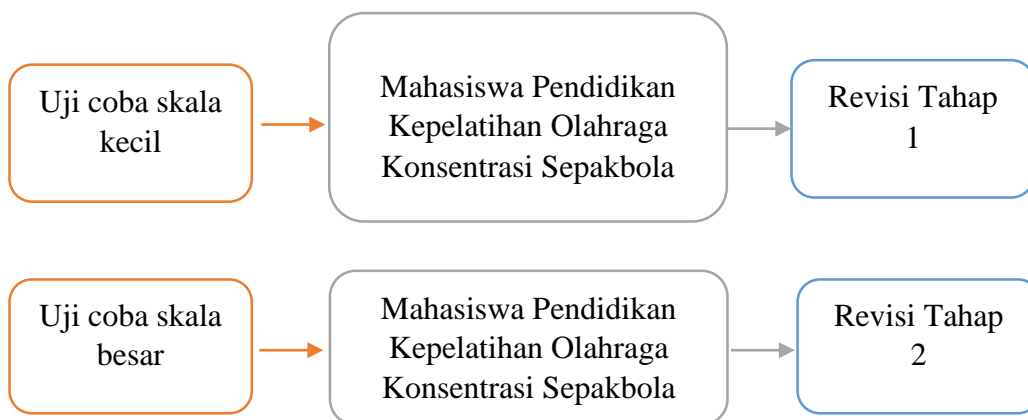 Uji coba skala
kecil
Mahasiswa Pendidikan
Kepelatihan Olahraga
Konsentrasi Sepakbola
Revisi Tahap
1
Uji coba skala
besar
Mahasiswa Pendidikan
Kepelatihan Olahraga
Konsentrasi Sepakbola
Revisi Tahap
2